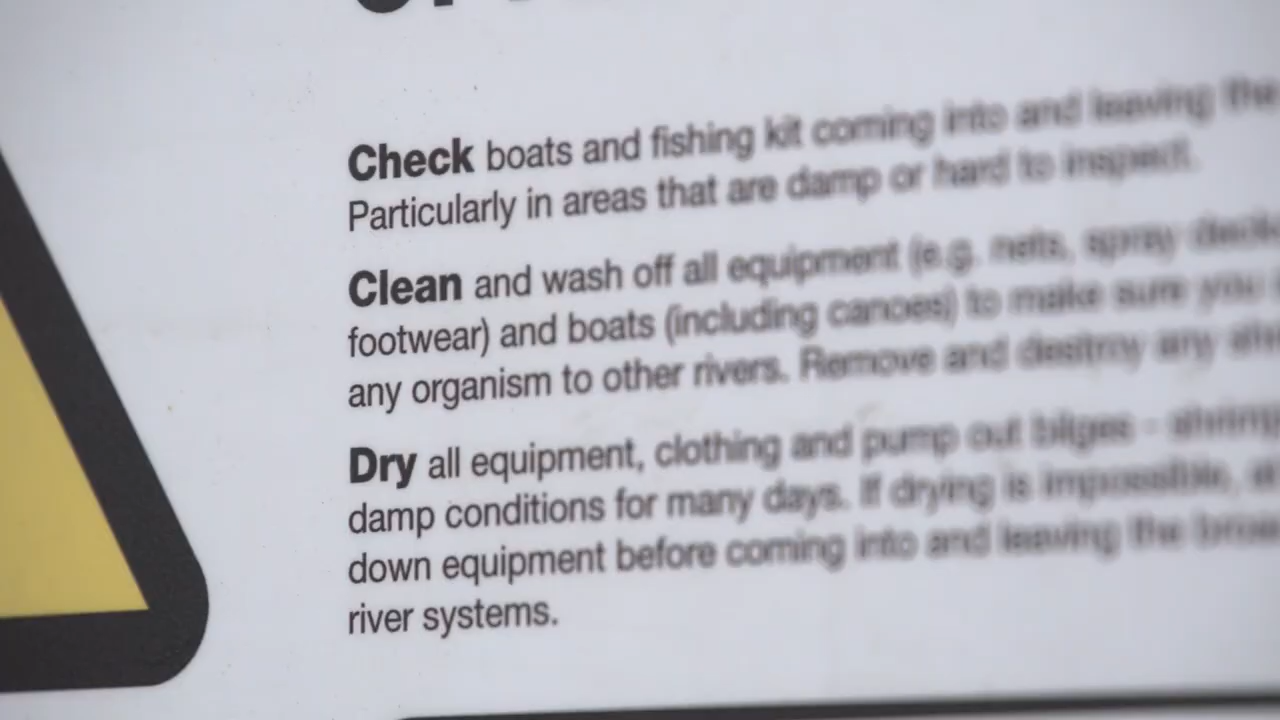 Check boats and fishing kit coming into and leaving the
Particularly in areas that are damp or hard to inspect.
Clean and wash off all equipment (e.g. nets, spray
footwear) and boats (including canoes) to make sure you
any organism to other rivers. Remove and destroy any
Dry all equipment, clothing and pump out bilges -
damp conditions for many days. If drying is impossible,
down equipment before coming into and leaving the
river systems.